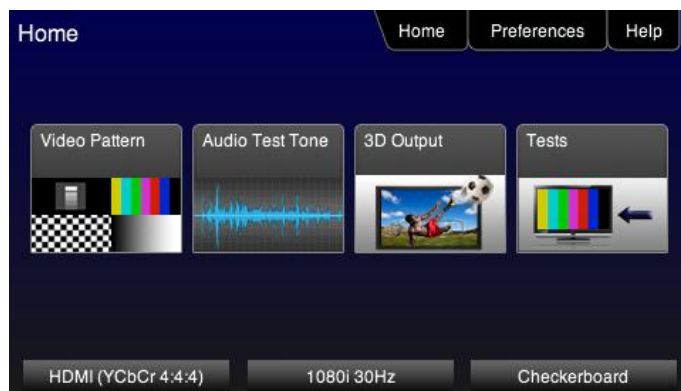 Home
Home Preferences Help
Video Pattern
Audio Test Tone
3D Output
Tests
HDMI (YCbCr 4:4:4)
1080i 30Hz
Checkerboard